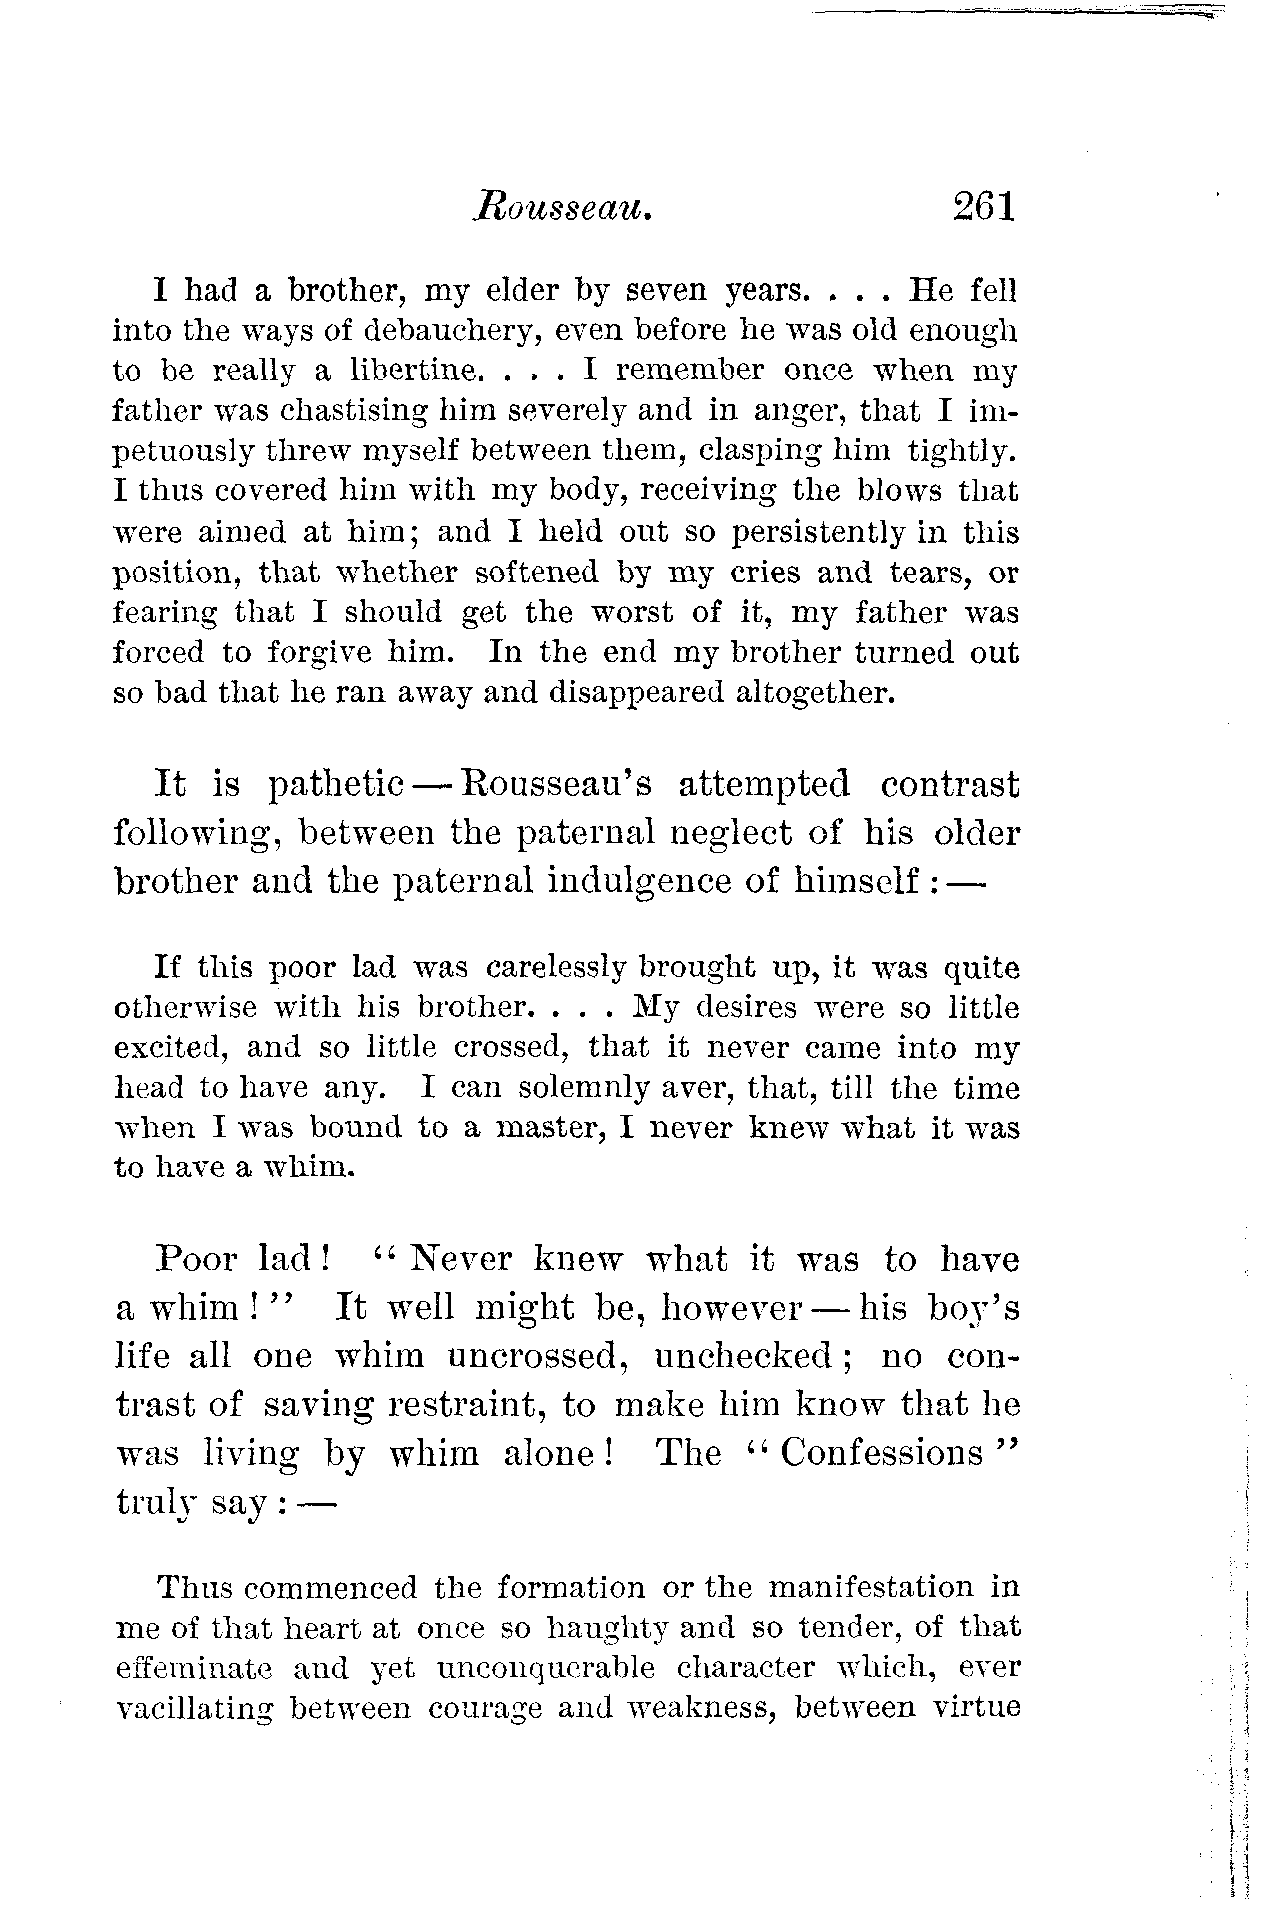 Rousseau. 261
I had a brother, my elder by seven years. . . . He fell
into the ways of debauchery, even before he was old enough
to be really a libertine. . . . I remember once when my
father was chastising him severely and in anger, that I im-
petuously threw myself between them, clasping him tightly.
I thus covered him with my body, receiving the blows that
were aimed at him; and I held out so persistently in this
position, that whether softened by my cries and tears, or
fearing that I should get the worst of it, my father was
forced to forgive him. In the end my brother turned out
so bad that he ran away and disappeared altogether.
It is pathetic — Rousseau's attempted contrast
following, between the paternal neglect of his older
brother and the paternal indulgence of himself : —
If this poor lad was carelessly brought up, it was quite
otherwise with his brother. . . . My desires were so little
excited, and so little crossed, that it never came into my
head to have any. I can solemnly aver, that, till the time
when I was bound to a master, I never knew what it was
to have a whim.
Poor lad ! “ Never knew what it was to have
a whim ! ” It well might be, however — his boy's
life all one whim uncrossed, unchecked ; no con-
trast of saving restraint, to make him know that he
was living by whim alone ! The “ Confessions ”
truly say : —
Thus commenced the formation or the manifestation in
me of that heart at once so haughty and so tender, of that
effeminate and yet unconquerable character which, ever
vacillating between courage and weakness, between virtue